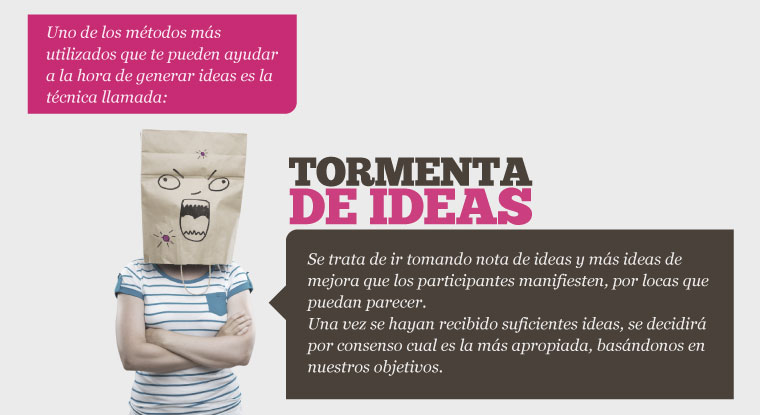 Uno de los métodos más
utilizados que te pueden ayudar
a la hora de generar ideas es la
técnica llamada:
TORMENTA
DE IDEAS
Se trata de ir tomando nota de ideas y más ideas de
mejora que los participantes manifiesten, por locas que
puedan parecer.
Una vez se hayan recibido suficientes ideas, se decidirá
por consenso cual es la más apropiada, basándonos en
nuestros objetivos.